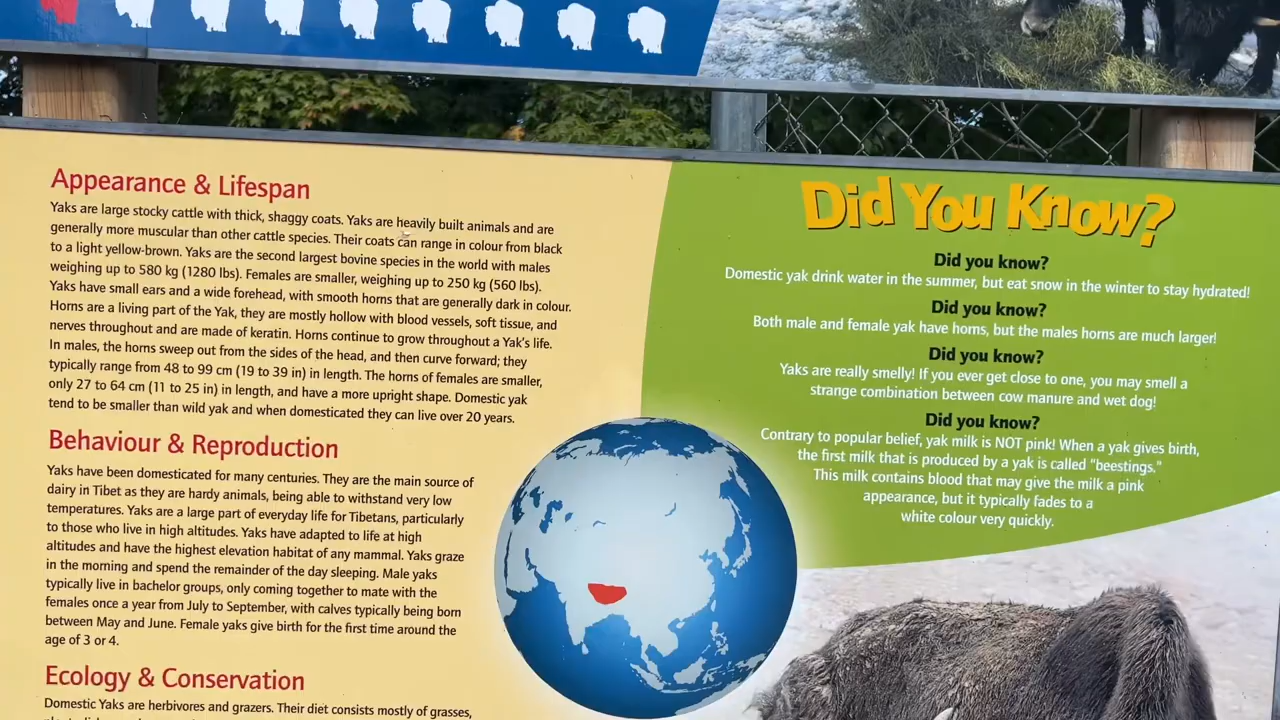 Appearance & Lifespan
Yaks are large stocky cattle with thick, shaggy coats. Yaks are heavily built animals and are
generally more muscular than other cattle species. Their coats can range in colour from black
to a light yellow-brown. Yaks are the second largest bovine species in the world with males
weighing up to 580 kg (1280 lbs). Females are smaller, weighing up to 250 kg (560 lbs).
Yaks have small ears and a wide forehead, with smooth horns that are generally dark in colour.
Horns are a living part of the Yak, they are mostly hollow with blood vessels, soft tissue, and
nerves throughout and are made of keratin. Horns continue to grow throughout a Yak's life.
In males, the horns sweep out from the sides of the head, and then curve forward; they
typically range from 48 to 99 cm (19 to 39 in) in length. The horns of females are smaller,
only 27 to 64 cm (11 to 25 in) in length, and have a more upright shape. Domestic yak
tend to be smaller than wild yak and when domesticated they can live over 20 years.
Behaviour & Reproduction
Yaks have been domesticated for many centuries. They are the main source of
dairy in Tibet as they are hardy animals, being able to withstand very low
temperatures. Yaks are a large part of everyday life for Tibetans, particularly
to those who live in high altitudes. Yaks have adapted to life at high
altitudes and have the highest elevation habitat of any mammal. Yaks graze
in the morning and spend the remainder of the day sleeping. Male yaks
typically live in bachelor groups, only coming together to mate with the
females once a year from July to September, with calves typically being born
between May and June. Female yaks give birth for the first time around the
age of 3 or 4.
Ecology & Conservation
Domestic Yaks are herbivores and grazers. Their diet consists mostly of grasses,
Did You Know?
Did you know?
Domestic yak drink water in the summer, but eat snow in the winter to stay hydrated!
Did you know?
Both male and female yak have horns, but the males horns are much larger!
Did you know?
Yaks are really smelly! If you ever get close to one, you may smell a
strange combination between cow manure and wet dog!
Did you know?
Contrary to popular belief, yak milk is NOT pink! When a yak gives birth,
the first milk that is produced by a yak is called "beestings."
This milk contains blood that may give the milk a pink
appearance, but it typically fades to a
white colour very quickly.